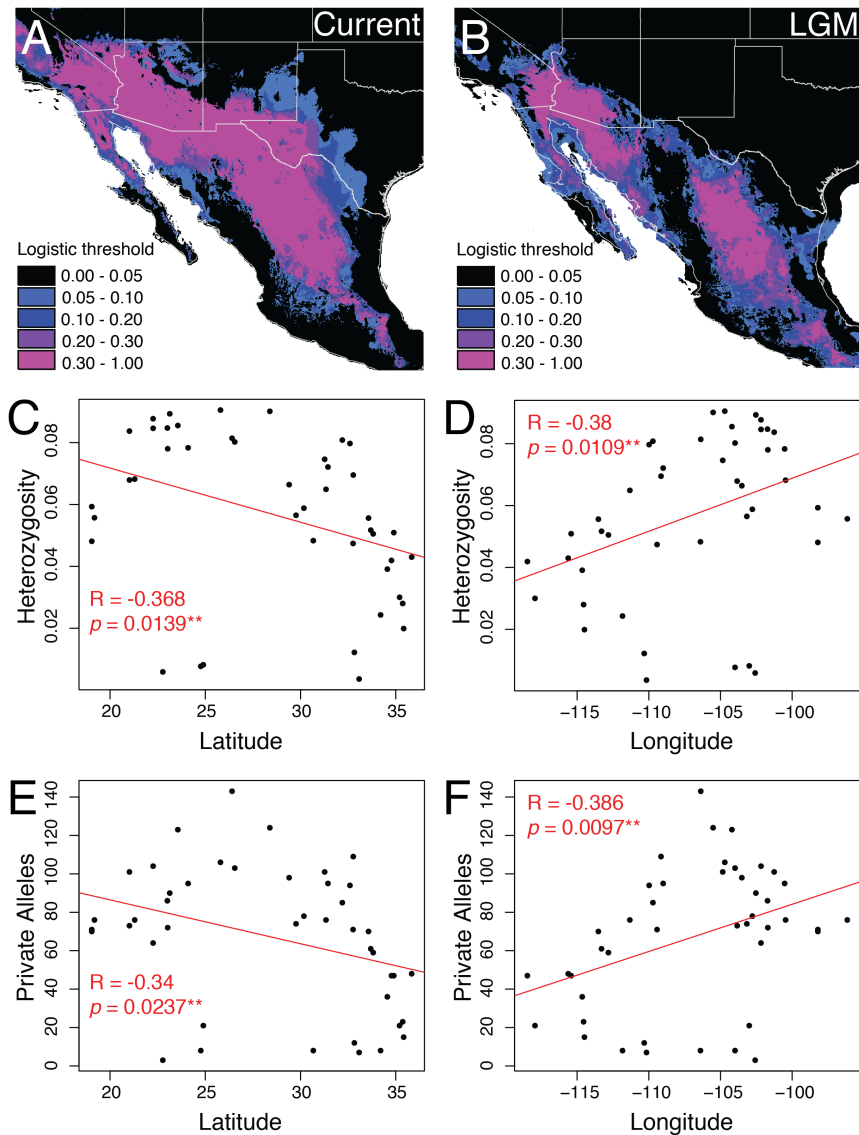 A
Current
B
LGM
Logistic threshold
0.00 - 0.05
0.05 - 0.10
0.10 - 0.20
0.20 - 0.30
0.30 - 1.00
Logistic threshold
0.00 - 0.05
0.05 - 0.10
0.10 - 0.20
0.20 - 0.30
0.30 - 1.00
C
R = -0.368
p = 0.0139**
Heterozygosity
0.02
0.04
0.06
0.08
20
25
30
35
Latitude
D
R = -0.38
p = 0.0109**
Heterozygosity
0.02
0.04
0.06
0.08
−115
−110
−105
−100
Longitude
E
R = -0.34
p = 0.0237**
Private Alleles
0
20
40
60
80
100
120
140
20
25
30
35
Latitude
F
R = -0.386
p = 0.0097**
Private Alleles
0
20
40
60
80
100
120
140
−115
−110
−105
−100
Longitude